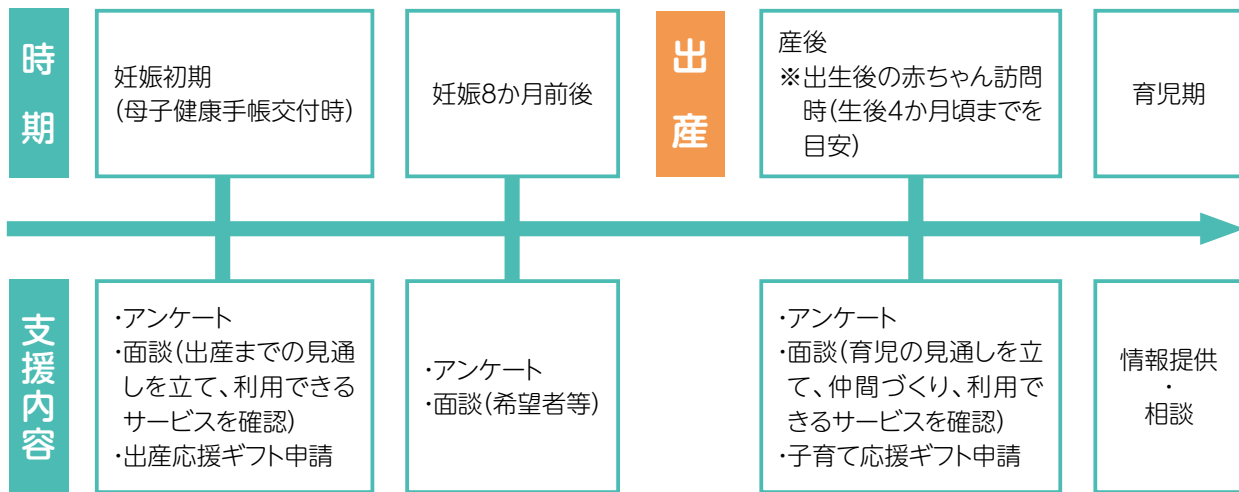 時期
妊娠初期
(母子健康手帳交付時)
妊娠8か月前後
出産
産後
※出生後の赤ちゃん訪問
時(生後4か月頃までを
目安)
育児期
支援内容
・アンケート
・面談(出産までの見通
しを立て、利用できる
サービスを確認)
・出産応援ギフト申請
・アンケート
・面談(希望者等)
・アンケート
・面談(育児の見通しを立
て、仲間づくり、利用で
きるサービスを確認)
・子育て応援ギフト申請
情報提供
・
相談